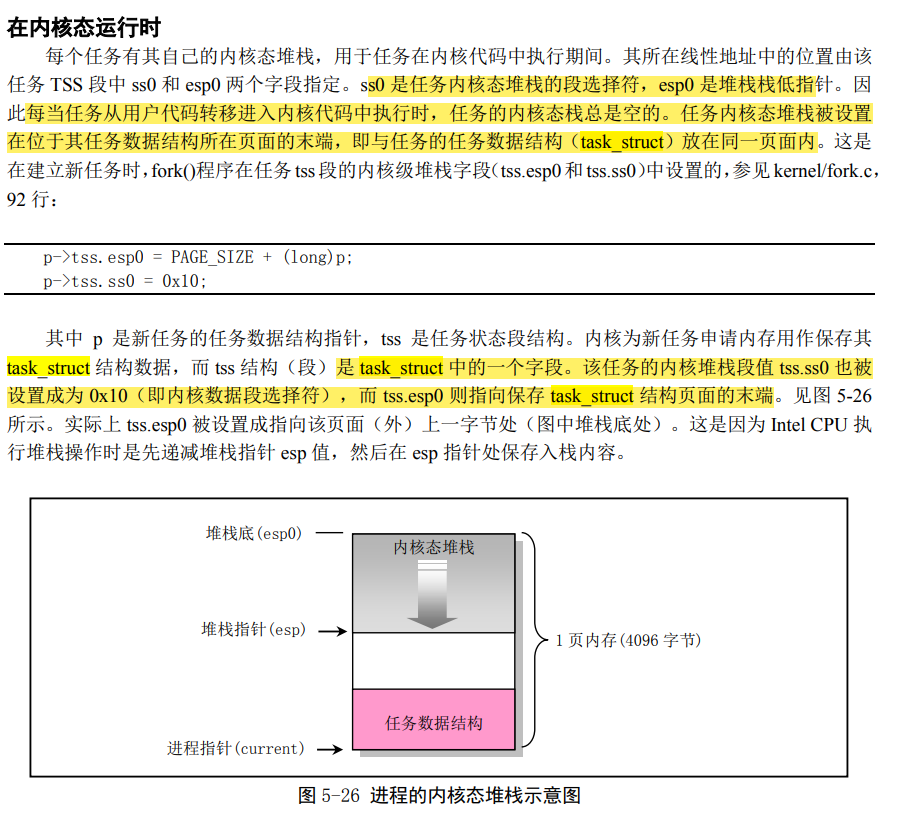 在内核态运行时
每个任务有其自己的内核态堆栈，用于任务在内核代码中执行期间。其所在线性地址中的位置由该
任务 TSS 段中 ss0 和 esp0 两个字段指定。ss0 是任务内核态堆栈的段选择符，esp0 是堆栈栈低指针。因
此每当任务从用户代码转移进入内核代码中执行时，任务的内核态栈总是空的。任务内核态堆栈被设置
在位于其任务数据结构所在页面的末端，即与任务的任务数据结构（task_struct）放在同一页面内。这是
在建立新任务时，fork()程序在任务 tss 段的内核级堆栈字段（tss.esp0 和 tss.ss0）中设置的，参见 kernel/fork.c，
92 行：
p->tss.esp0 = PAGE_SIZE + (long)p;
p->tss.ss0 = 0x10;
其中 p 是新任务的任务数据结构指针，tss 是任务状态段结构。内核为新任务申请内存用作保存其
task_struct 结构数据，而 tss 结构（段）是 task_struct 中的一个字段。该任务的内核堆栈段值 tss.ss0 也被
设置成为 0x10（即内核数据段选择符），而 tss.esp0 则指向保存 task_struct 结构页面的末端。见图 5-26
所示。实际上 tss.esp0 被设置成指向该页面（外）上一字节处（图中堆栈底处）。这是因为 Intel CPU 执
行堆栈操作时是先递减堆栈指针 esp 值，然后在 esp 指针处保存入栈内容。
堆栈底(esp0)
内核态堆栈
堆栈指针(esp)
1 页内存(4096 字节)
任务数据结构
进程指针(current)
图 5-26 进程的内核态堆栈示意图